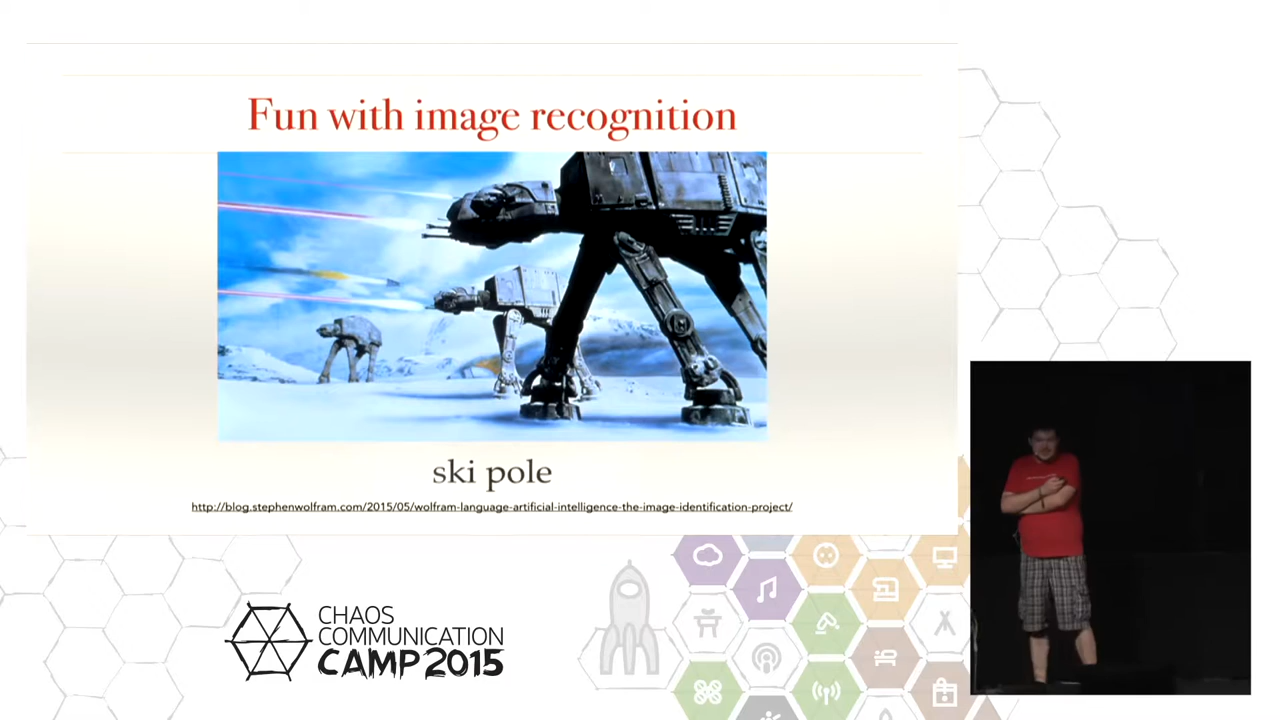 Fun with image recognition
ski pole
http://blog.stephenwolfram.com/2015/05/wolfram-language-artificial-intelligence-the-image-identification-project/
CHAOS
COMMUNICATION
CAMP 2015